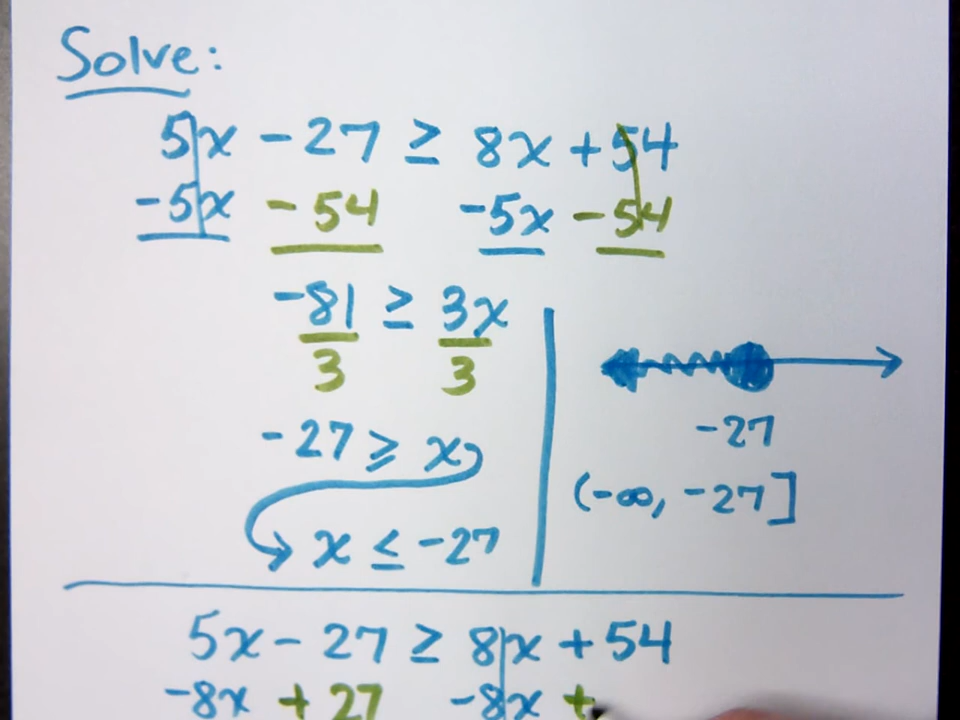 Solve:
5x - 27 ≥ 8x + 54
-5x - 54 -5x - 54
-81 ≥ 3x
3 3
-27 ≥ x
x ≤ -27
-27
(-∞, -27]
5x - 27 ≥ 8x + 54
-8x + 27 -8x +